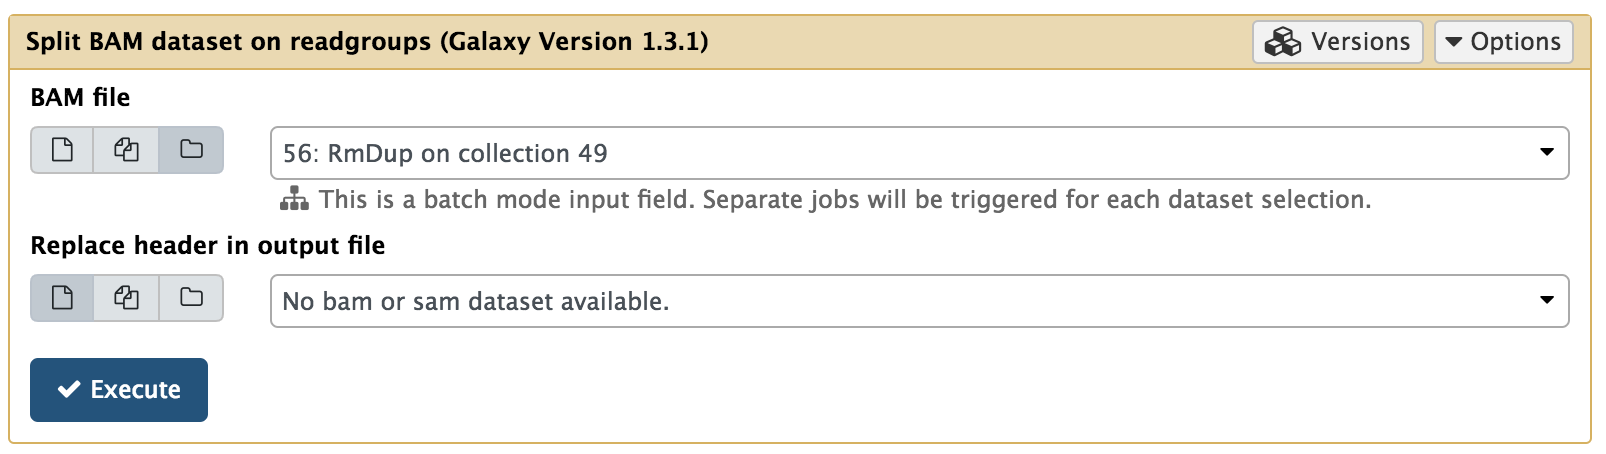 Split BAM dataset on readgroups (Galaxy Version 1.3.1) Versions Options
BAM file
56: RmDup on collection 49
This is a batch mode input field. Separate jobs will be triggered for each dataset selection.
Replace header in output file
No bam or sam dataset available.
Execute